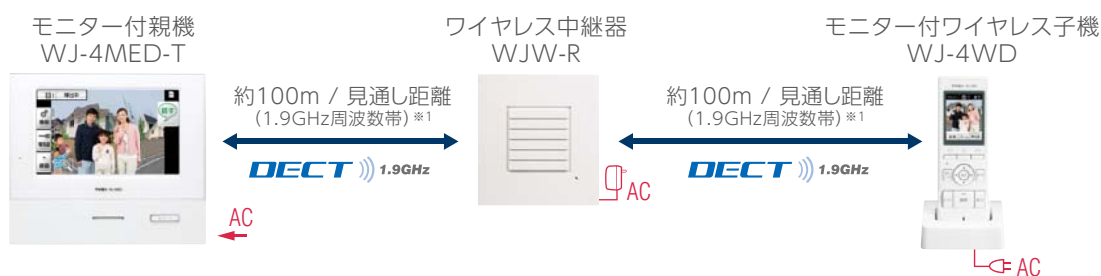 モニター付親機
WJ-4MED-T
ワイヤレス中継器
WJW-R
モニター付ワイヤレス子機
WJ-4WD
約100m / 見通し距離
（1.9GHz周波数帯）※1
DECT 1.9GHz
約100m / 見通し距離
（1.9GHz周波数帯）※1
DECT 1.9GHz
AC
AC
AC